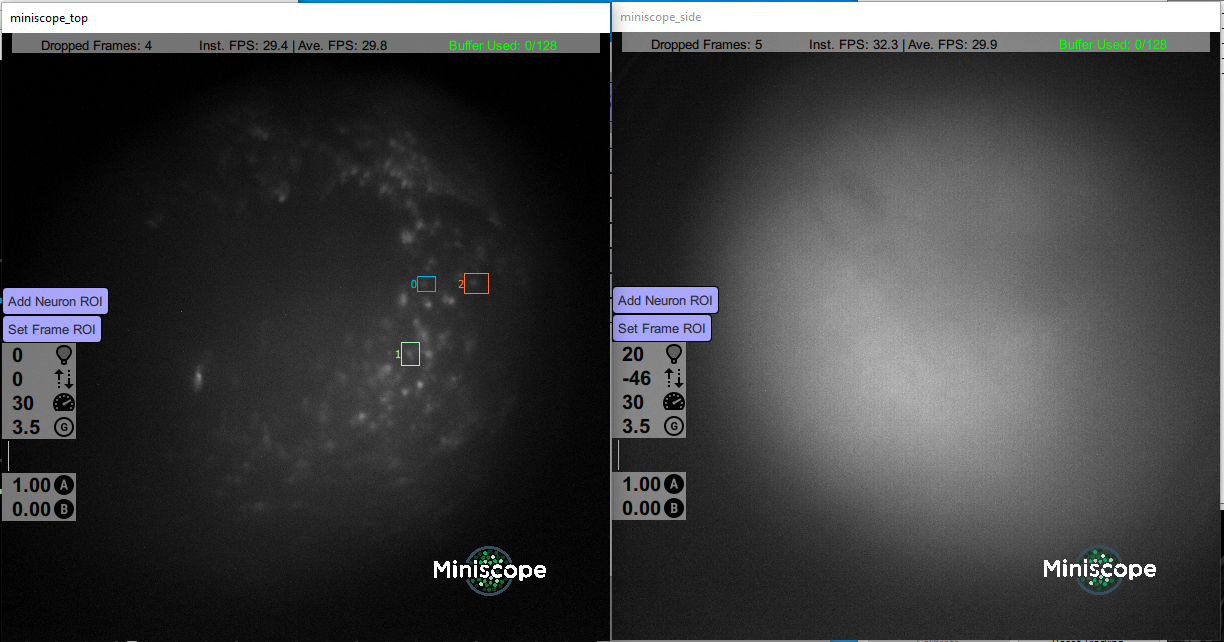 miniscope_top
Dropped Frames: 4
Inst. FPS: 29.4 | Ave. FPS: 29.8
Buffer Used: 0/128
0
2
1
Add Neuron ROI
Set Frame ROI
0
0
30
3.5 G
1.00 A
0.00 B
Miniscope
miniscope_side
Dropped Frames: 5
Inst. FPS: 32.3 | Ave. FPS: 29.9
Buffer Used: 0/128
Add Neuron ROI
Set Frame ROI
20
-46
30
3.5 G
1.00 A
0.00 B
Miniscope